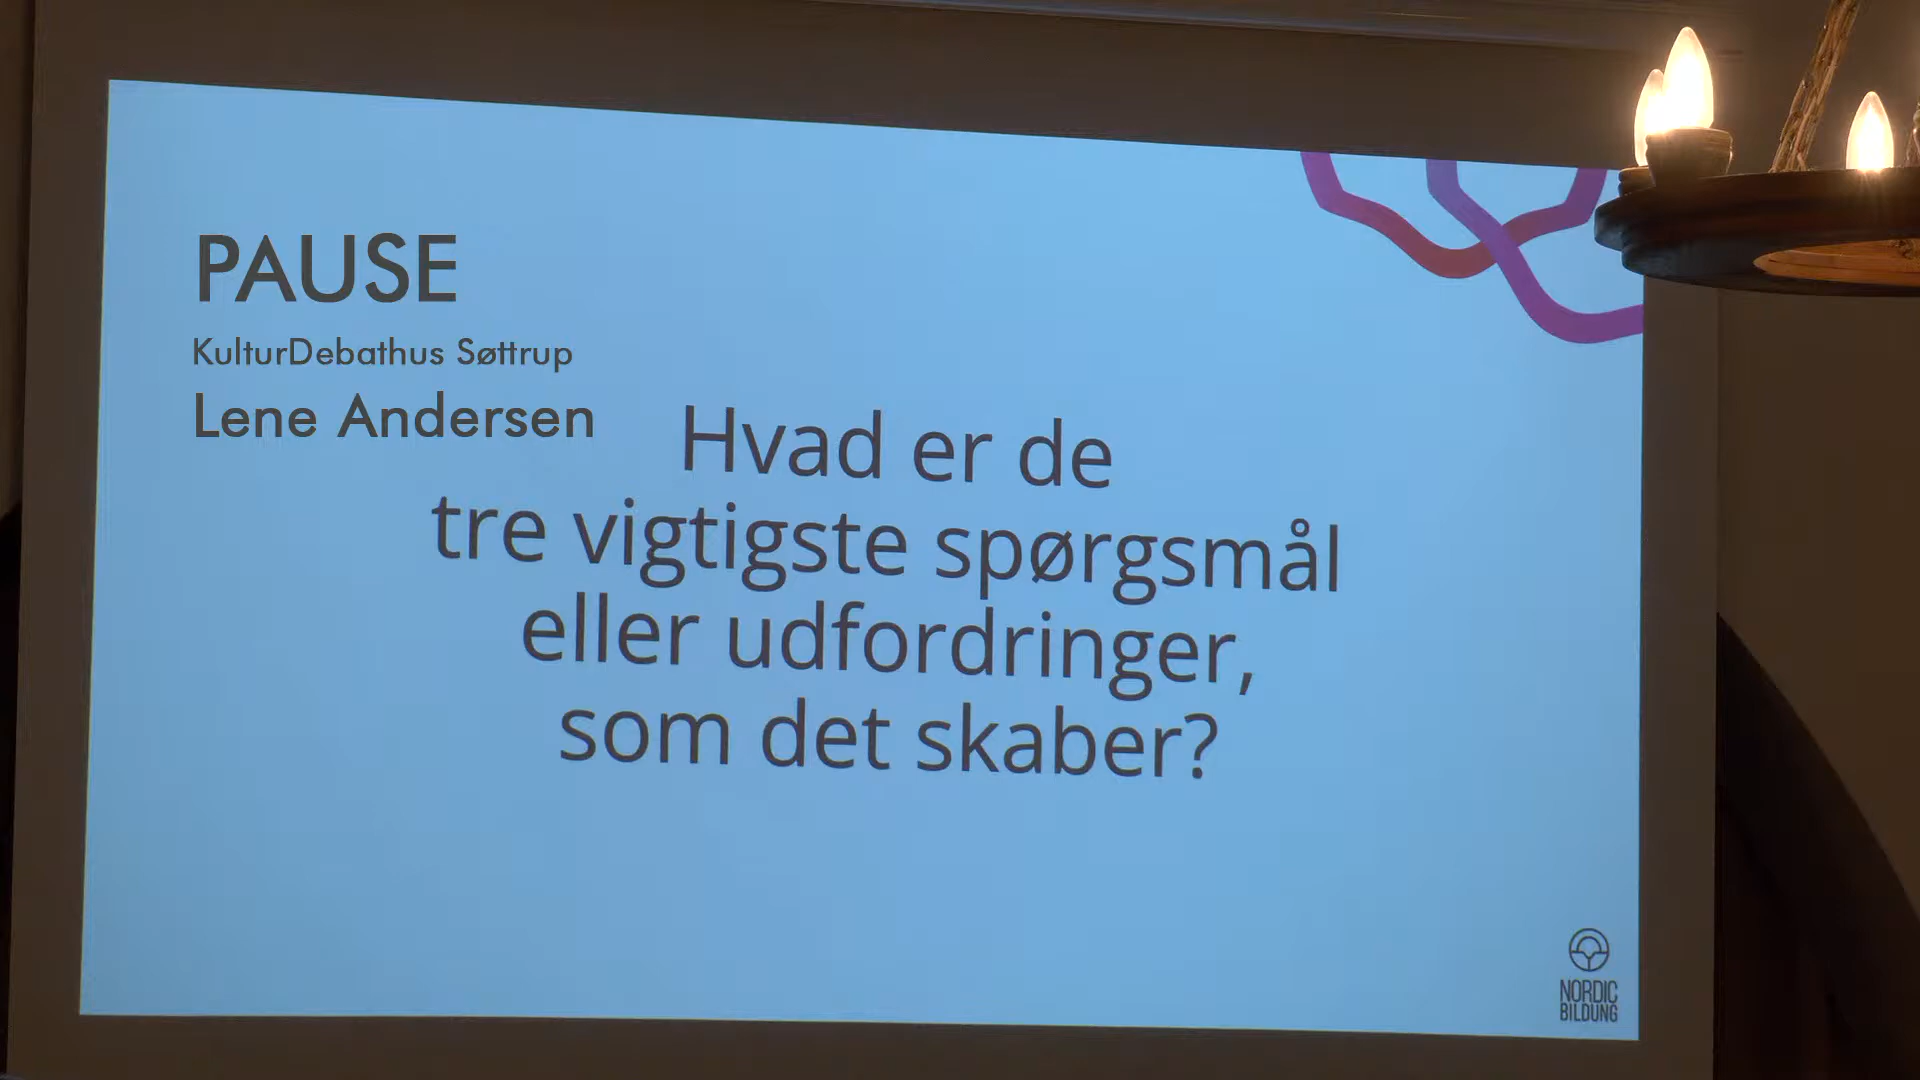 PAUSE
KulturDebathus Søttrup
Lene Andersen
Hvad er de
tre vigtigste spørgsmål
eller udfordringer,
som det skaber?
NORDIC
BILDUNG